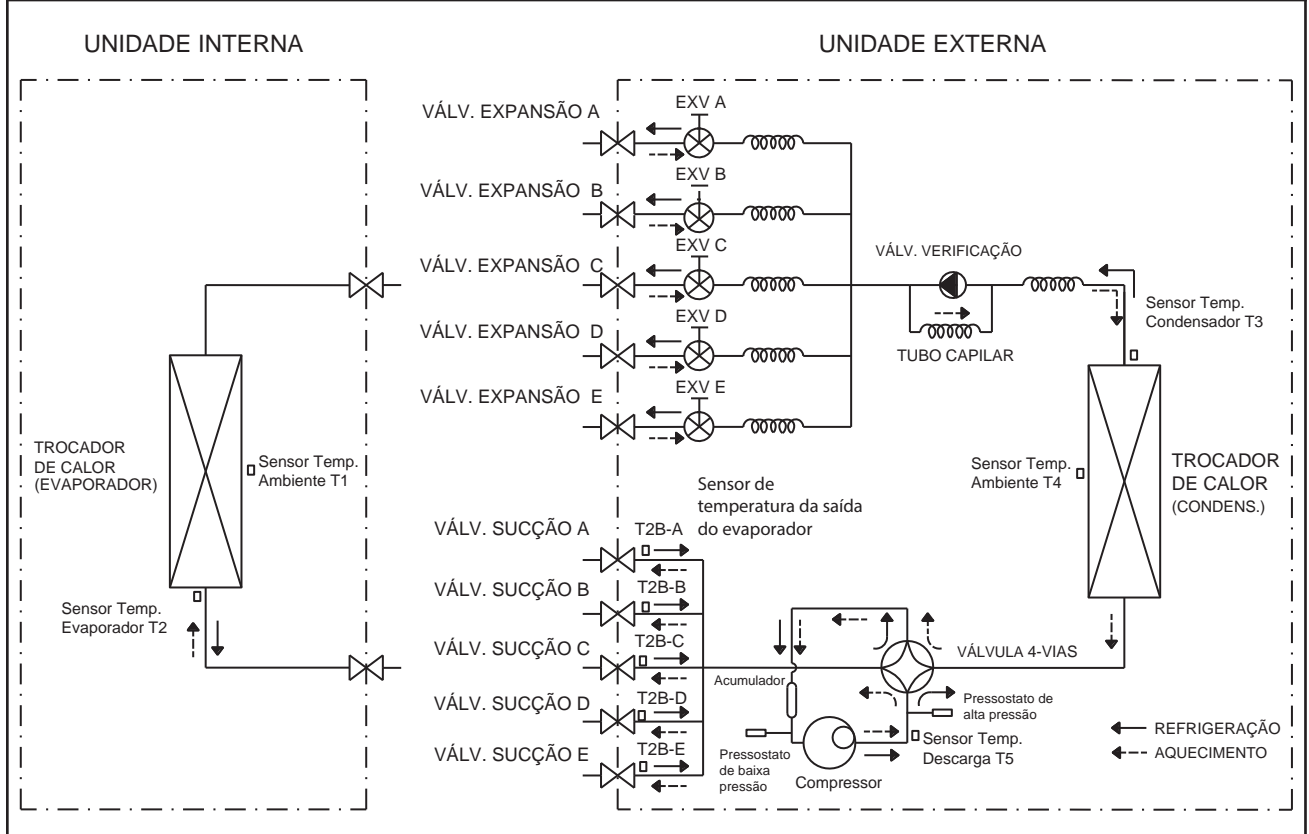 UNIDADE INTERNA
UNIDADE EXTERNA
VÁLV. EXPANSÃO A
EXV A
VÁLV. EXPANSÃO B
EXV B
VÁLV. EXPANSÃO C
EXV C
VÁLV. EXPANSÃO D
EXV D
VÁLV. EXPANSÃO E
EXV E
VÁLV. VERIFICAÇÃO
TUBO CAPILAR
Sensor Temp.
Condensador T3
TROCADOR
DE CALOR
(EVAPORADOR)
Sensor Temp.
Ambiente T1
Sensor Temp.
Evaporador T2
Sensor Temp.
Ambiente T4
TROCADOR
DE CALOR
(CONDENS.)
Sensor de
temperatura da saída
do evaporador
VÁLV. SUCÇÃO A
T2B-A
VÁLV. SUCÇÃO B
T2B-B
VÁLV. SUCÇÃO C
T2B-C
VÁLV. SUCÇÃO D
T2B-D
VÁLV. SUCÇÃO E
T2B-E
VÁLVULA 4-VIAS
Acumulador
Pressostato de
alta pressão
Pressostato
de baixa
pressão
Compressor
Sensor Temp.
Descarga T5
REFRIGERAÇÃO
AQUECIMENTO